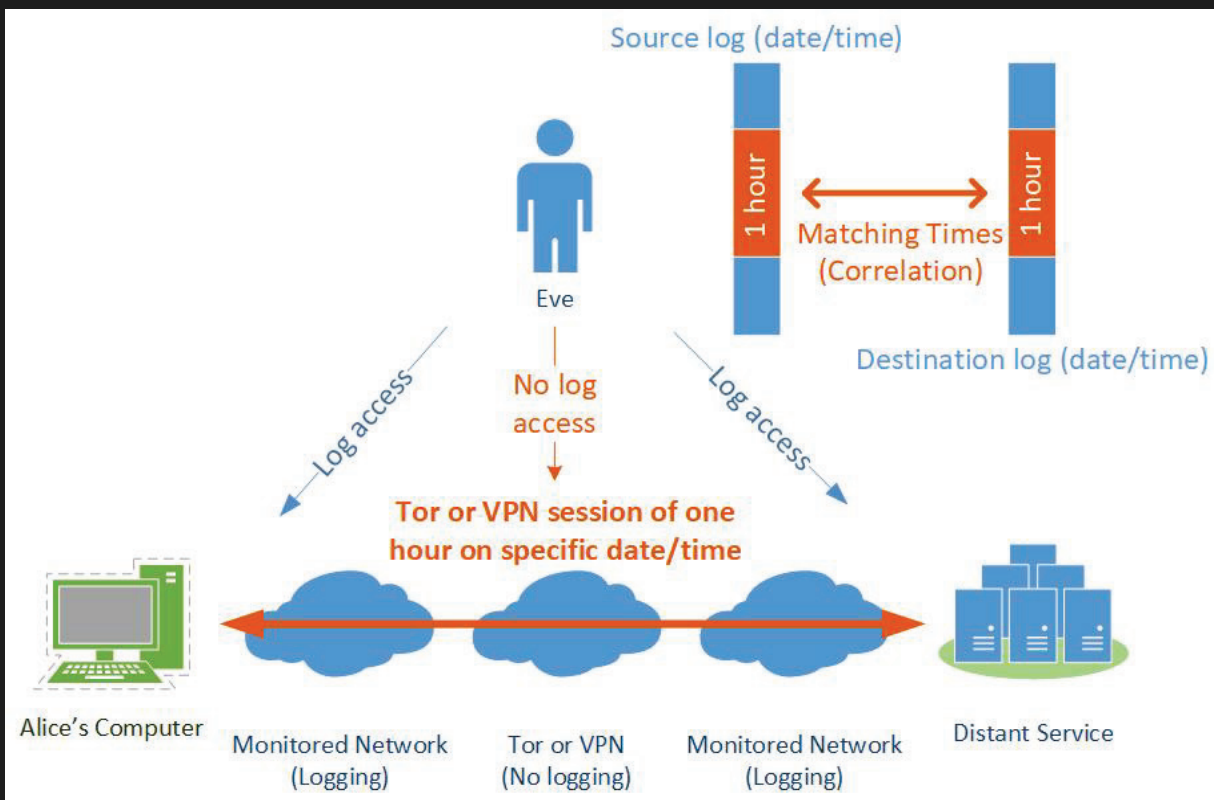 Source log (date/time)
1 hour
1 hour
Matching Times
(Correlation)
Destination log (date/time)
Eve
Log access
No log
access
Log access
Tor or VPN session of one
hour on specific date/time
Alice's Computer
Monitored Network
(Logging)
Tor or VPN
(No logging)
Monitored Network
(Logging)
Distant Service